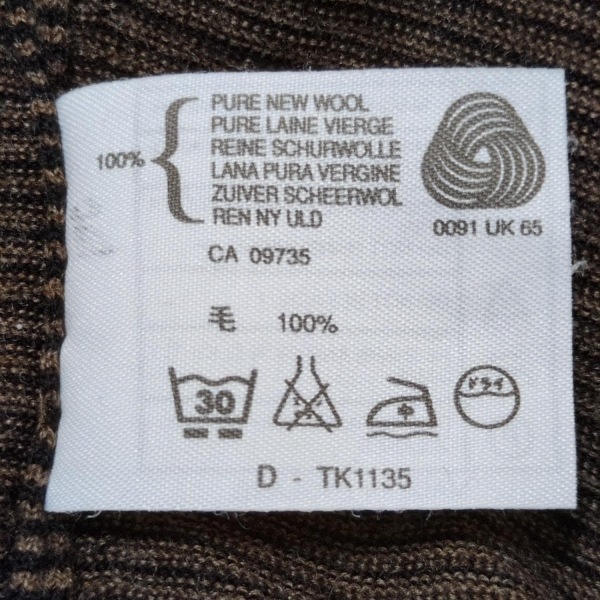 100%
PURE NEW WOOL
PURE LAINE VIERGE
REINE SCHURWOLLE
LANA PURA VERGINE
ZUIVER SCHEERWOL
REN NY ULD
0091 UK 65
CA 09735
毛 100%
30
中
ドライ
D - TK1135